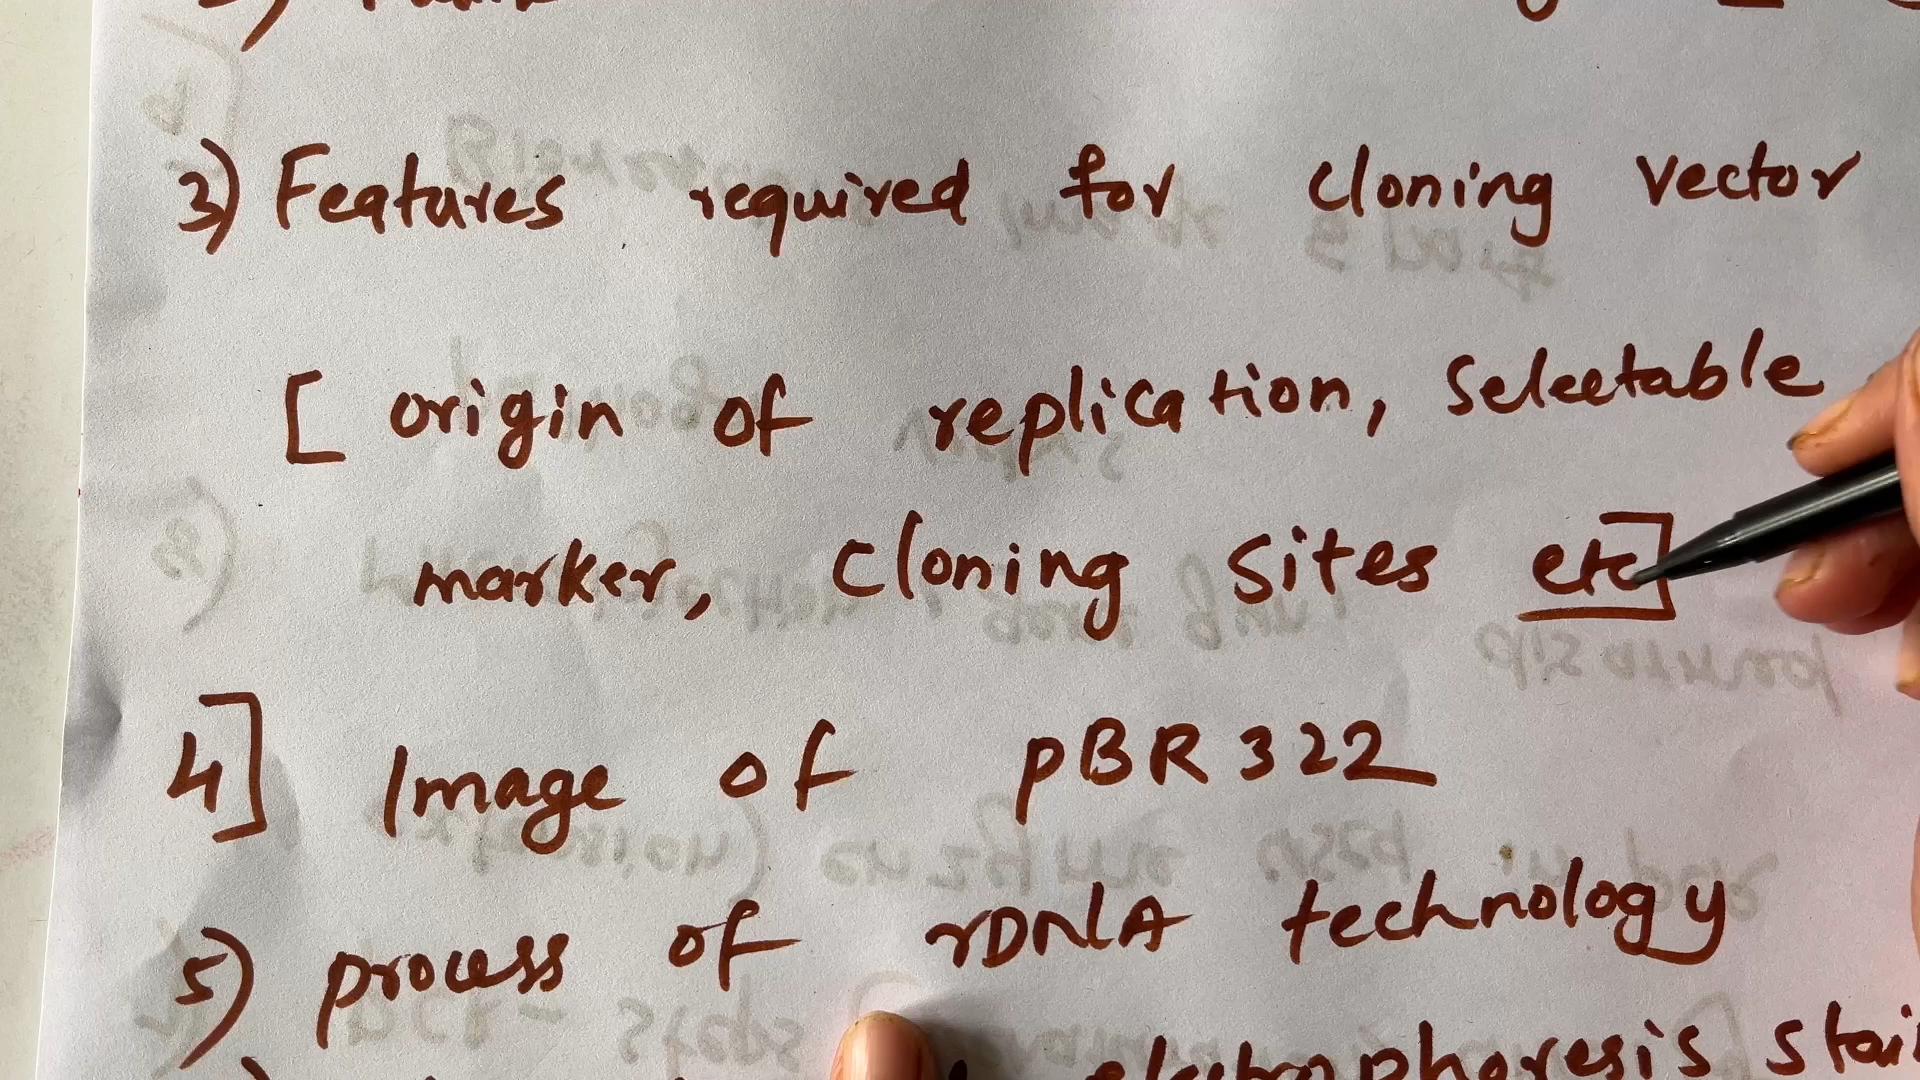 3) Features required for cloning vector
[ origin of replication, Selectable
marker, cloning sites etc]
4] Image of pBR322
5) process of rDNA technology
electrophoresis